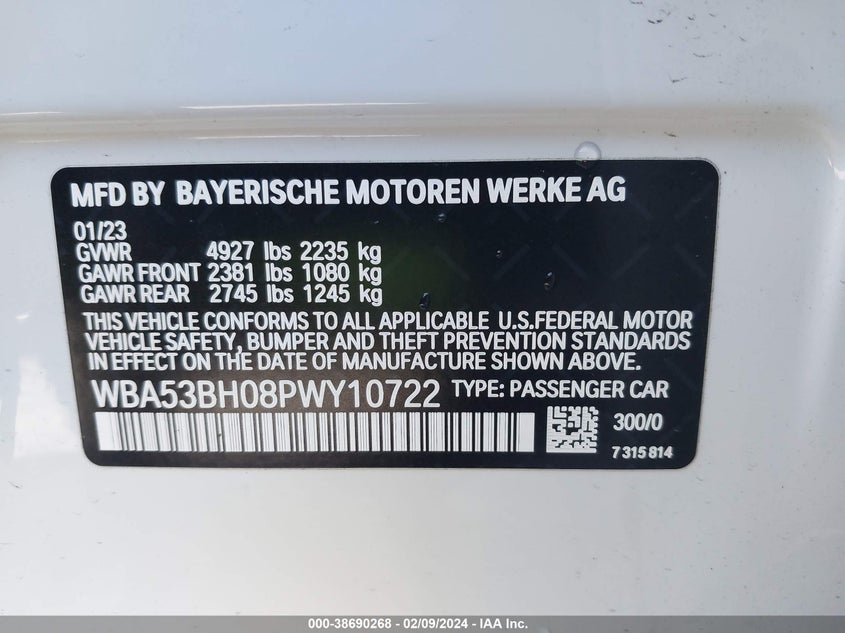 MFD BY BAYERISCHE MOTOREN WERKE AG
01/23
GVWR 4927 lbs 2235 kg
GAWR FRONT 2381 lbs 1080 kg
GAWR REAR 2745 lbs 1245 kg
THIS VEHICLE CONFORMS TO ALL APPLICABLE U.S.FEDERAL MOTOR
VEHICLE SAFETY, BUMPER AND THEFT PREVENTION STANDARDS
IN EFFECT ON THE DATE OF MANUFACTURE SHOWN ABOVE.
WBA53BH08PWY10722 TYPE: PASSENGER CAR
300/0
7 315 814
000-38690268 - 02/09/2024 - IAA Inc.